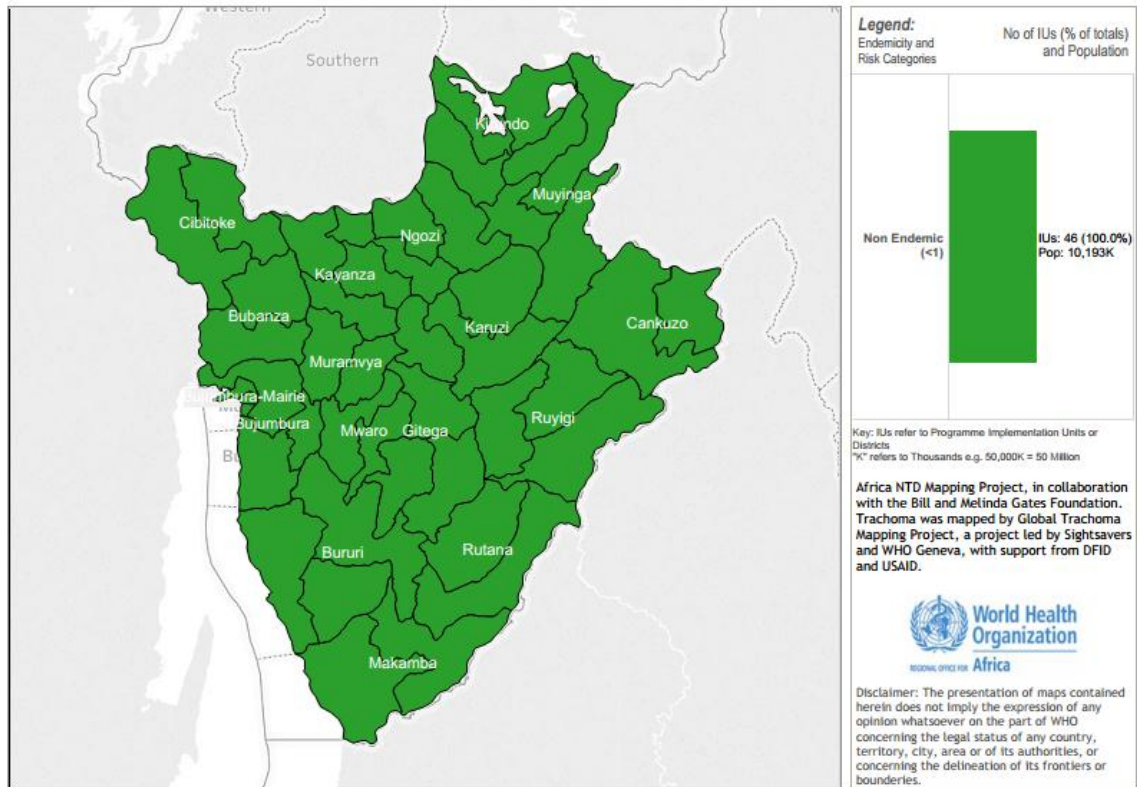 Western
Southern
Kirundo
Muyinga
Cibitoke
Ngozi
Kayanza
Bubanza
Karuzi
Cankuzo
Muramvya
Bujumbura-Mairie
Bujumbura
Mwaro
Gitega
Ruyigi
Bururi
Rutana
Makamba
Legend:
Endemicity and
Risk Categories
No of IUs (% of totals)
and Population
Non Endemic
(<1)
IUs: 46 (100.0%)
Pop: 10,193K
Key: IUs refer to Programme Implementation Units or
Districts
"K" refers to Thousands e.g. 50,000K = 50 Million
Africa NTD Mapping Project, in collaboration
with the Bill and Melinda Gates Foundation.
Trachoma was mapped by Global Trachoma
Mapping Project, a project led by Sightsavers
and WHO Geneva, with support from DFID
and USAID.
World Health
Organization
REGIONAL OFFICE FOR Africa
Disclaimer: The presentation of maps contained
herein does not imply the expression of any
opinion whatsoever on the part of WHO
concerning the legal status of any country,
territory, city, area or of its authorities, or
concerning the delineation of its frontiers or
bounderies.